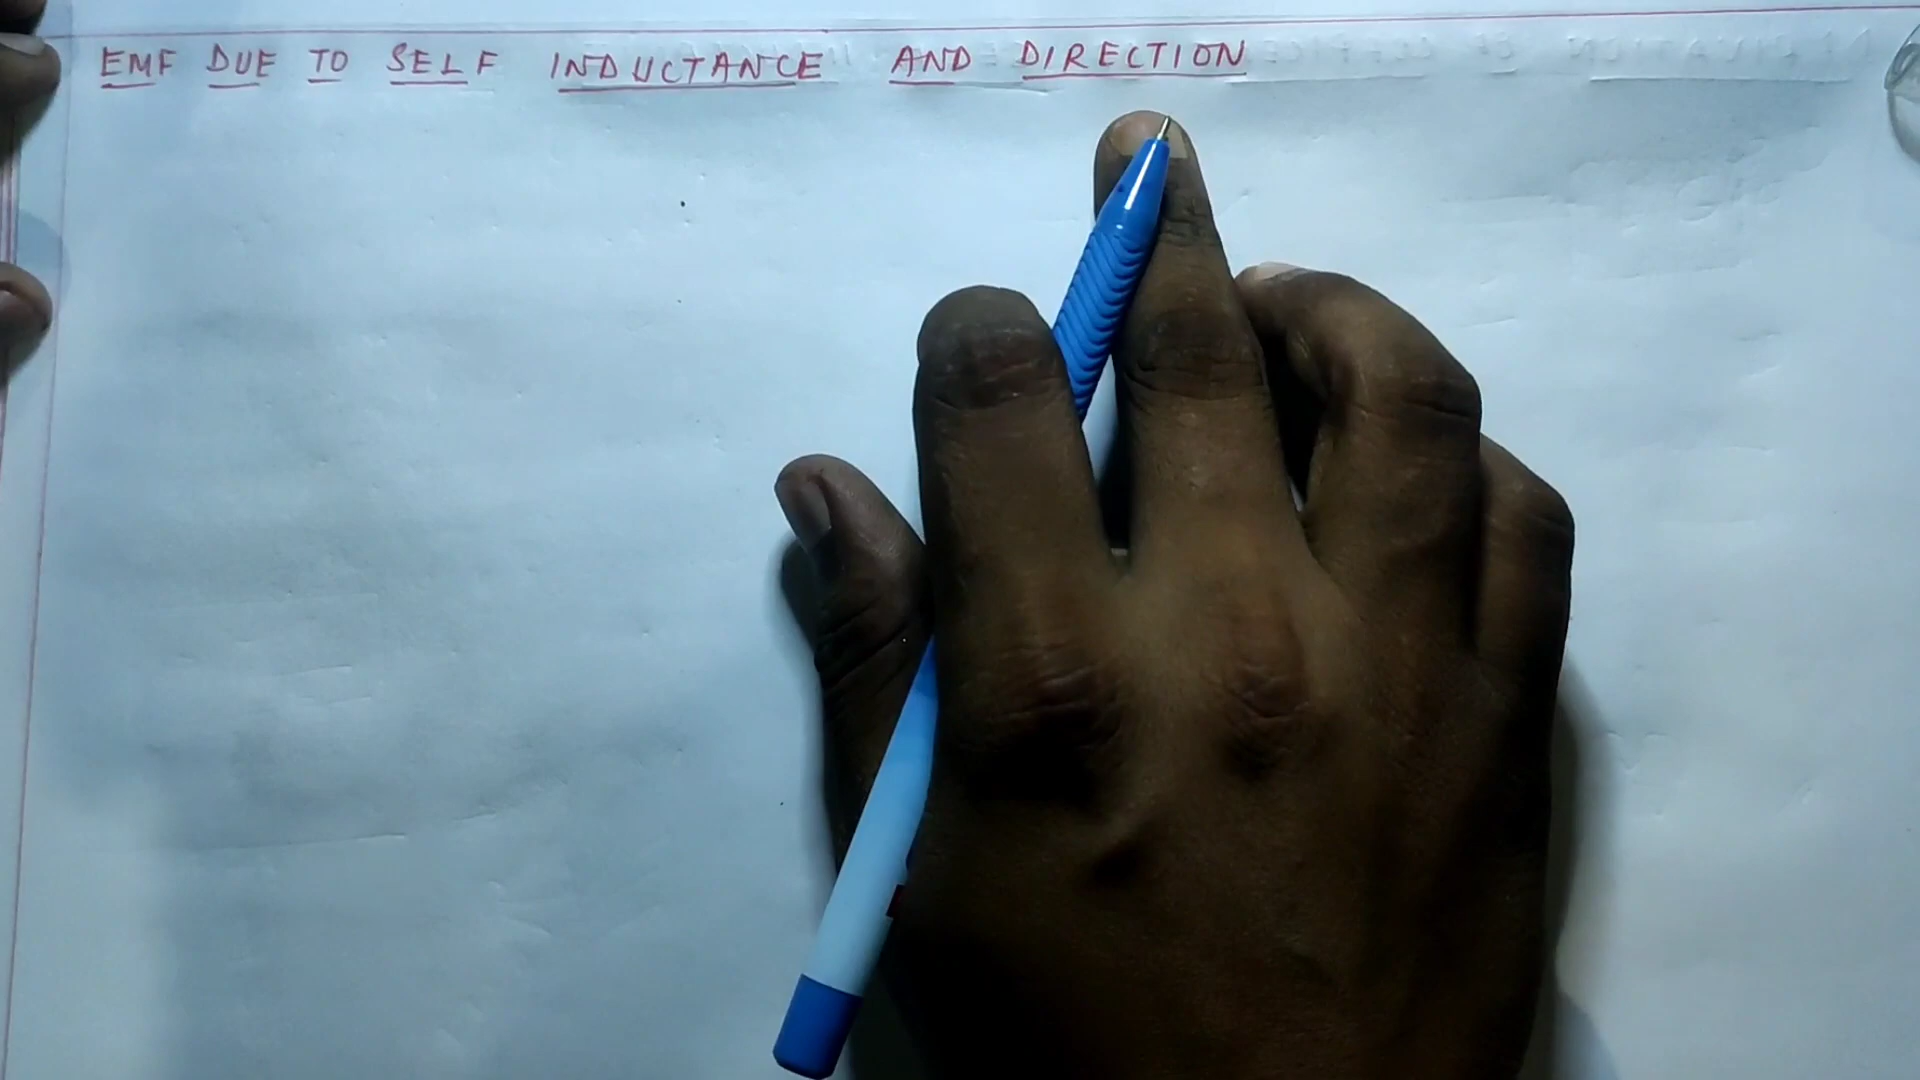 EMF DUE TO SELF INDUCTANCE AND DIRECTION